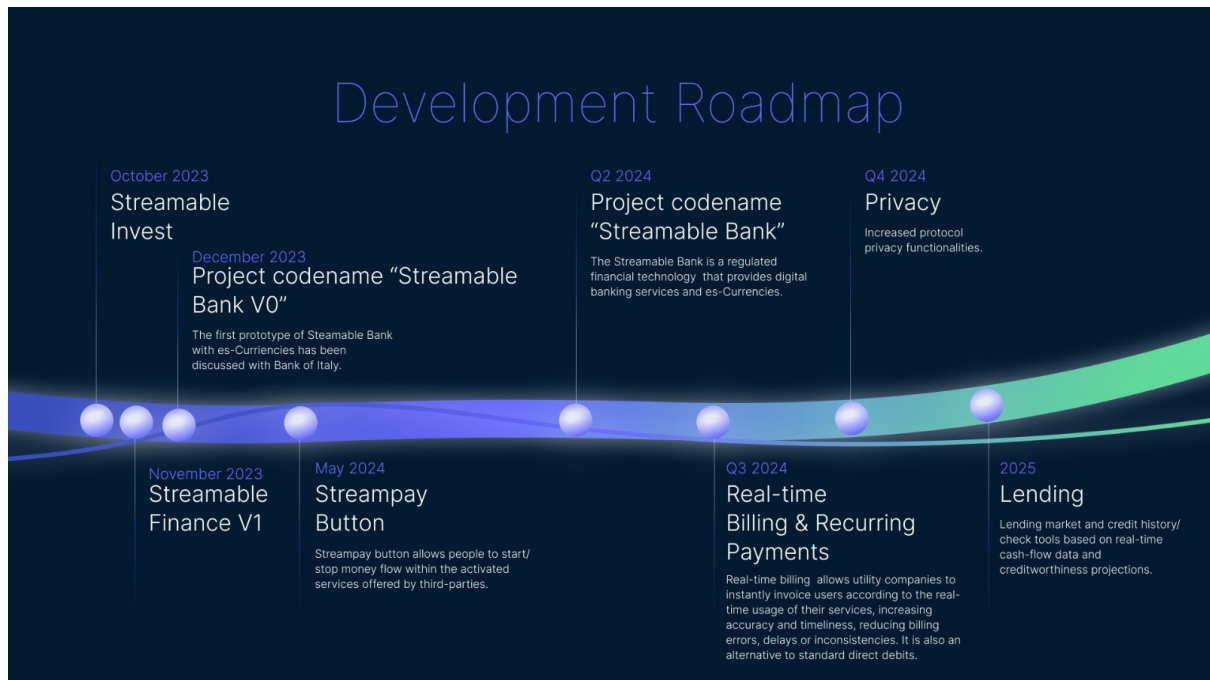 Development Roadmap
October 2023
Streamable
Invest
December 2023
Project codename “Streamable
Bank V0”
The first prototype of Steamable Bank
with es-Curriencies has been
discussed with Bank of Italy.
Q2 2024
Project codename
“Streamable Bank”
The Streamable Bank is a regulated
financial technology that provides digital
banking services and es-Currencies.
Q4 2024
Privacy
Increased protocol
privacy functionalities.
November 2023
Streamable
Finance V1
May 2024
Streampay
Button
Streampay button allows people to start/
stop money flow within the activated
services offered by third-parties.
Q3 2024
Real-time
Billing & Recurring
Payments
Real-time billing allows utility companies to
instantly invoice users according to the real-
time usage of their services, increasing
accuracy and timeliness, reducing billing
errors, delays or inconsistencies. It is also an
alternative to standard direct debits.
2025
Lending
Lending market and credit history/
check tools based on real-time
cash-flow data and
creditworthiness projections.